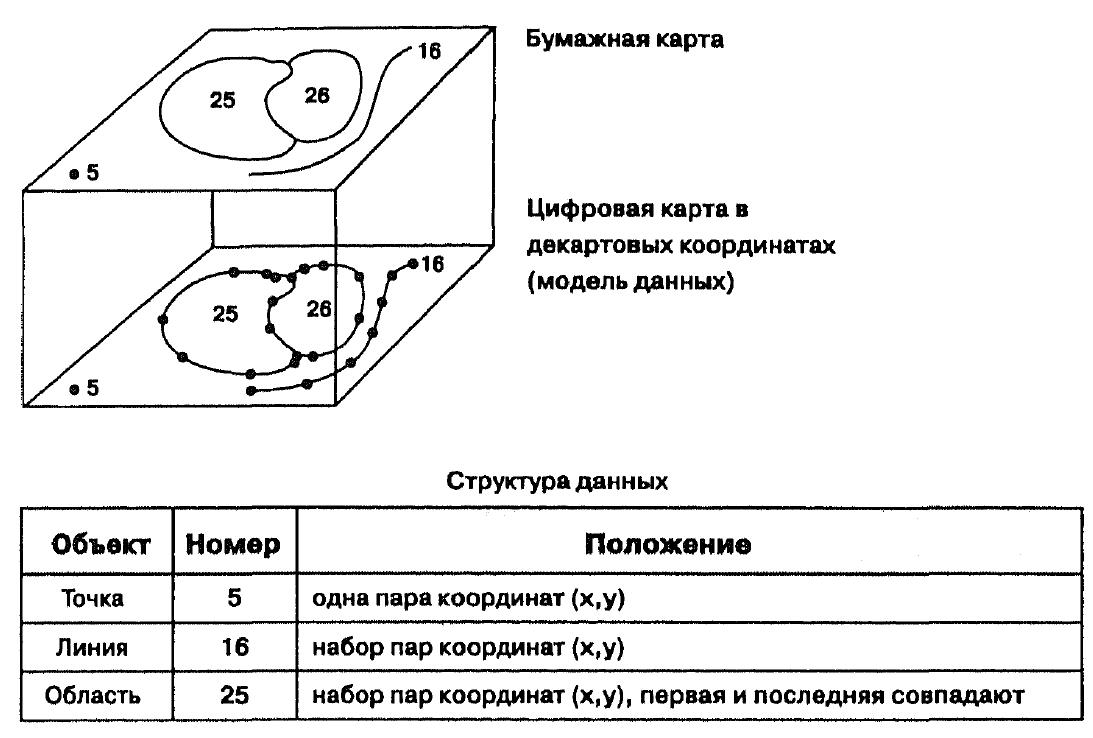 Бумажная карта
16
25
26
5
Цифровая карта в
декартовых координатах
(модель данных)
16
25
26
5
Структура данных
Объект Номер Положение
Точка 5 одна пара координат (x,y)
Линия 16 набор пар координат (x,y)
Область 25 набор пар координат (x,y), первая и последняя совпадают